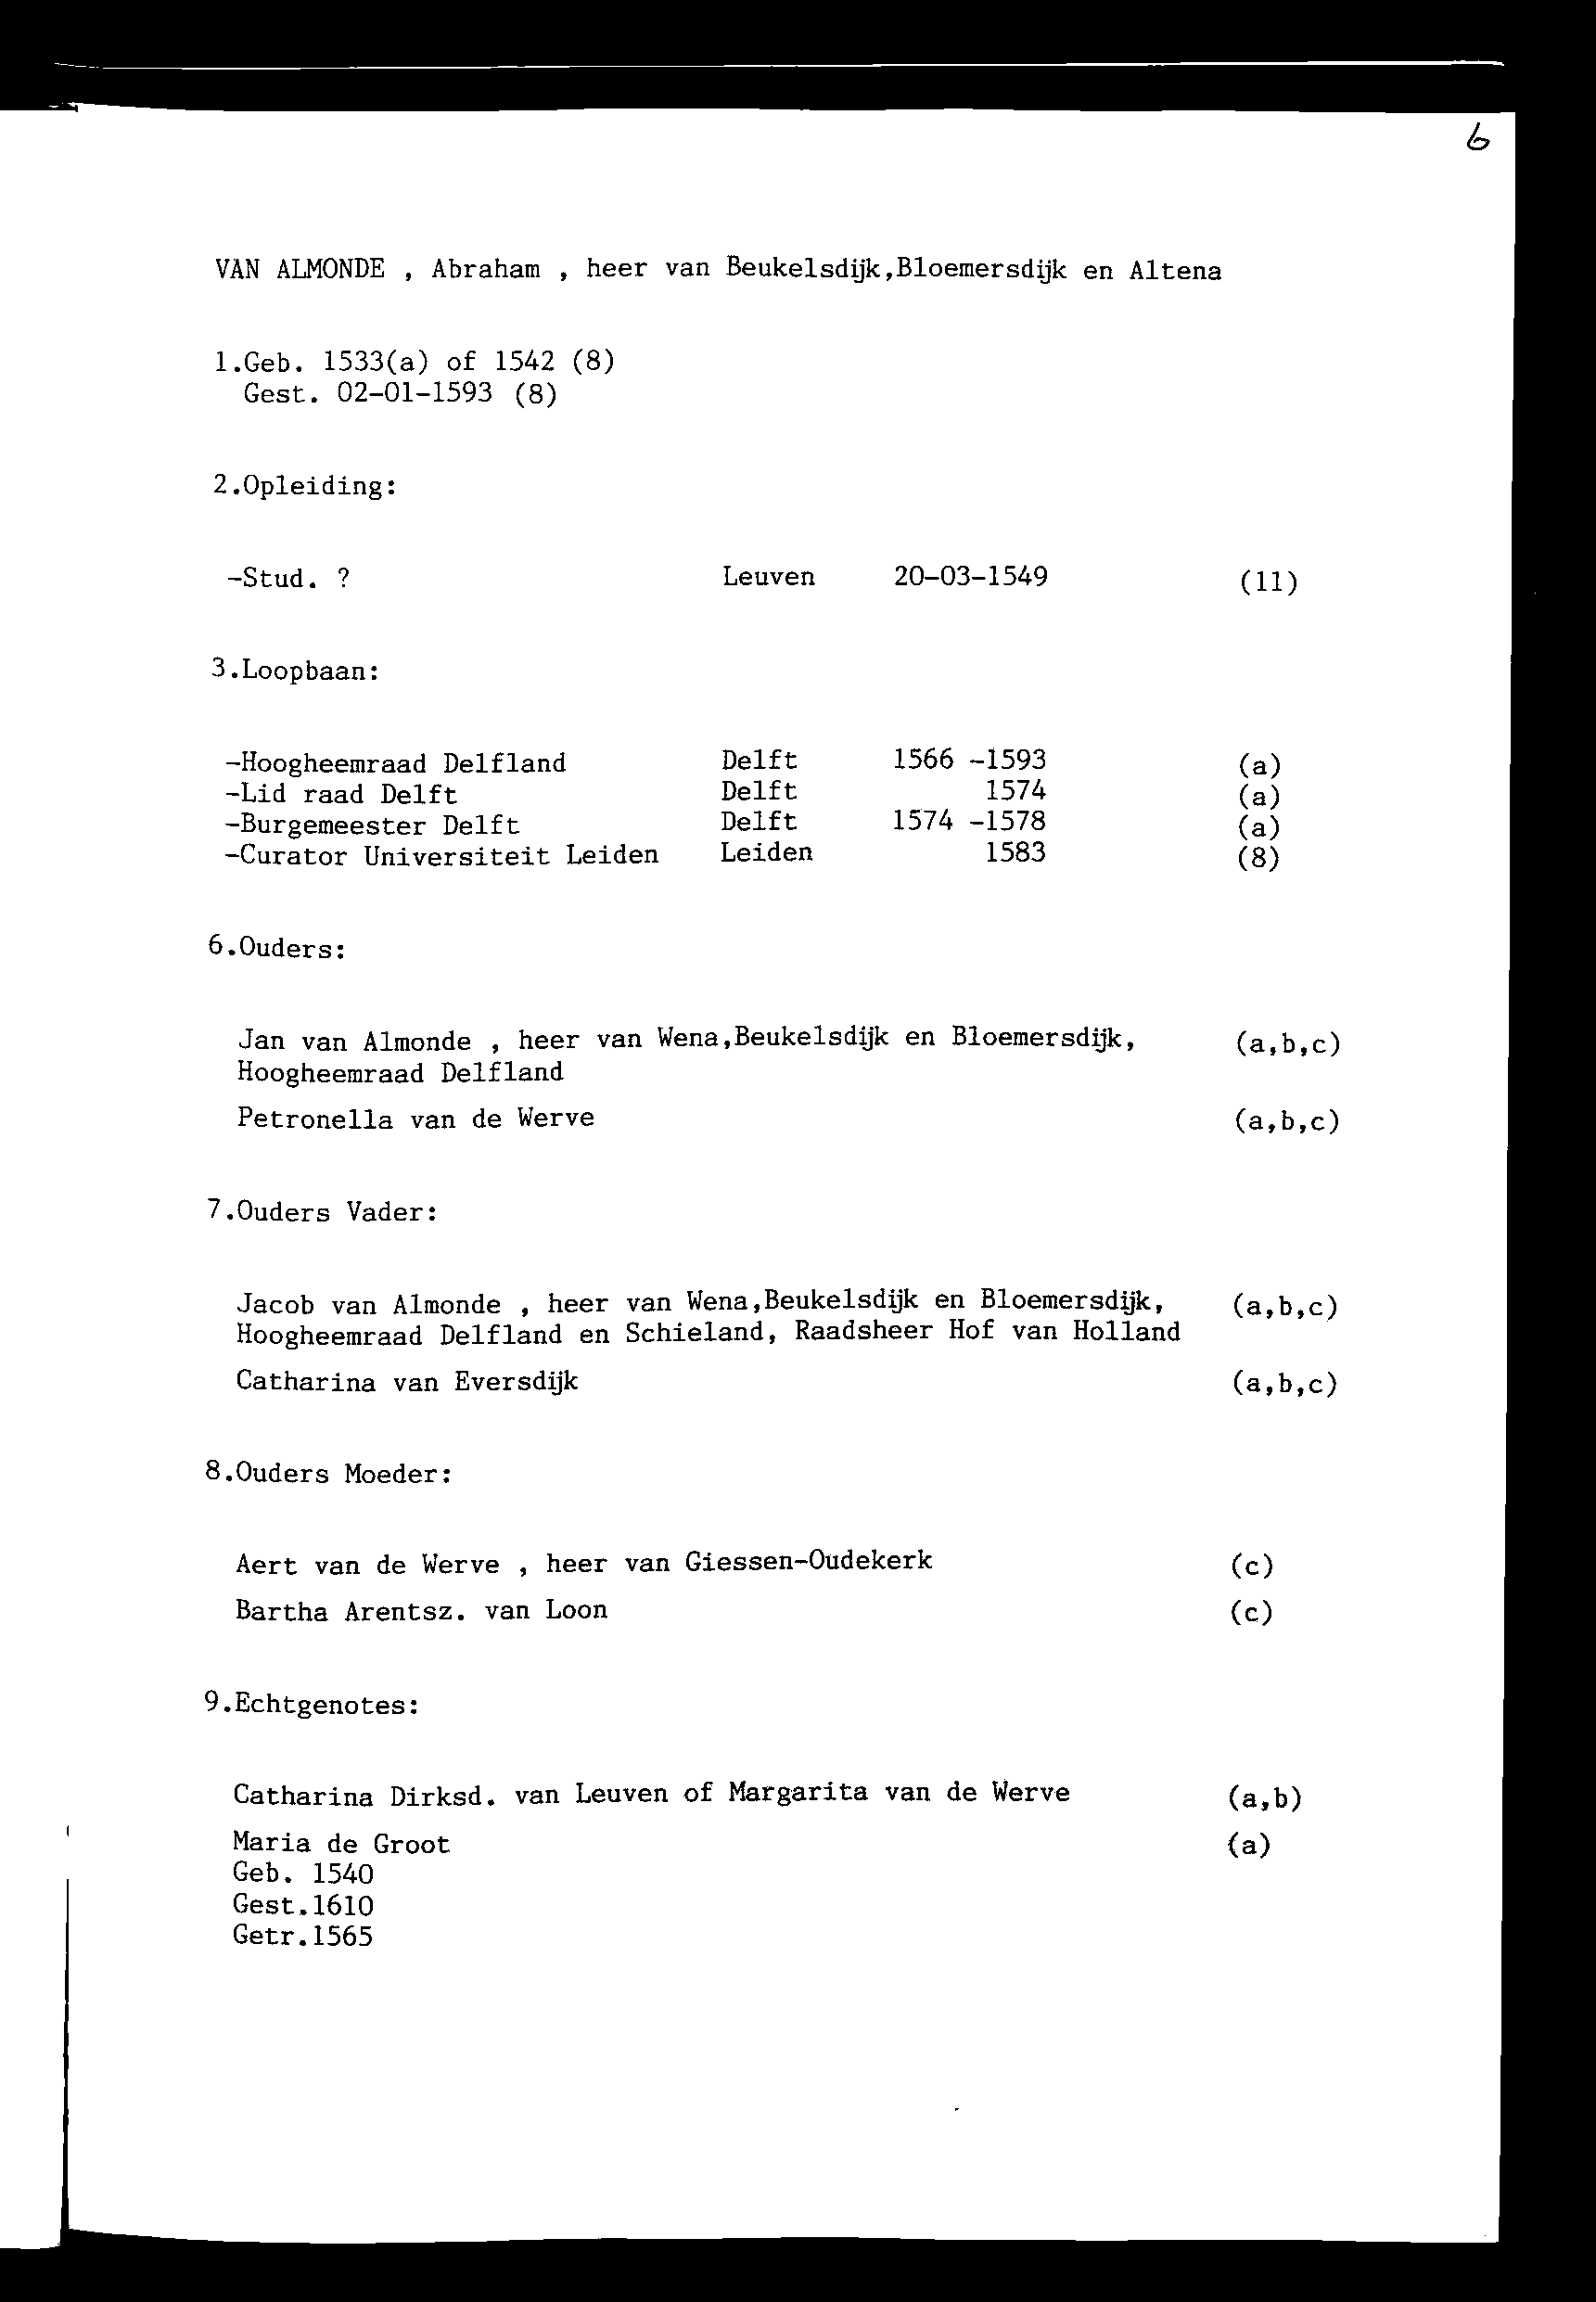 6
VAN ALMONDE , Abraham , heer van Beukelsdijk,Bloemersdijk en Altena
1.Geb. 1533(a) of 1542 (8)
Gest. 02-01-1593 (8)
2.Opleiding:
-Stud. ? Leuven 20-03-1549 (11)
3.Loopbaan:
-Hoogheemraad Delfland Delft 1566 -1593 (a)
-Lid raad Delft Delft 1574 (a)
-Burgemeester Delft Delft 1574 -1578 (a)
-Curator Universiteit Leiden Leiden 1583 (8)
6.Ouders:
Jan van Almonde , heer van Wena,Beukelsdijk en Bloemersdijk, (a,b,c)
Hoogheemraad Delfland
Petronella van de Werve (a,b,c)
7.Ouders Vader:
Jacob van Almonde , heer van Wena,Beukelsdijk en Bloemersdijk, (a,b,c)
Hoogheemraad Delfland en Schieland, Raadsheer Hof van Holland
Catharina van Eversdijk (a,b,c)
8.Ouders Moeder:
Aert van de Werve , heer van Giessen-Oudekerk (c)
Bartha Arentsz. van Loon (c)
9.Echtgenotes:
Catharina Dirksd. van Leuven of Margarita van de Werve (a,b)
Maria de Groot (a)
Geb. 1540
Gest.1610
Getr.1565